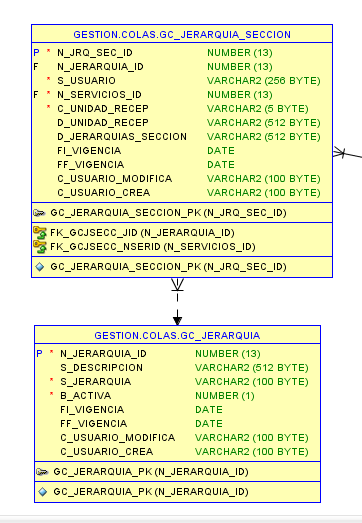 GESTION.COLAS.GC_JERARQUIA_SECCION
P * N_JRQ_SEC_ID NUMBER (13)
F N_JERARQUIA_ID NUMBER (13)
* S_USUARIO VARCHAR2 (256 BYTE)
F * N_SERVICIOS_ID NUMBER (13)
* C_UNIDAD_RECEP VARCHAR2 (5 BYTE)
D_UNIDAD_RECEP VARCHAR2 (512 BYTE)
D_JERARQUIAS_SECCION VARCHAR2 (512 BYTE)
FI_VIGENCIA DATE
FF_VIGENCIA DATE
C_USUARIO_MODIFICA VARCHAR2 (100 BYTE)
C_USUARIO_CREA VARCHAR2 (100 BYTE)
GC_JERARQUIA_SECCION_PK (N_JRQ_SEC_ID)
FK_GCJSECC_JID (N_JERARQUIA_ID)
FK_GCJSECC_NSERID (N_SERVICIOS_ID)
GC_JERARQUIA_SECCION_PK (N_JRQ_SEC_ID)
GESTION.COLAS.GC_JERARQUIA
P * N_JERARQUIA_ID NUMBER (13)
S_DESCRIPCION VARCHAR2 (512 BYTE)
* S_JERARQUIA VARCHAR2 (100 BYTE)
* B_ACTIVA NUMBER (1)
FI_VIGENCIA DATE
FF_VIGENCIA DATE
C_USUARIO_MODIFICA VARCHAR2 (100 BYTE)
C_USUARIO_CREA VARCHAR2 (100 BYTE)
GC_JERARQUIA_PK (N_JERARQUIA_ID)
GC_JERARQUIA_PK (N_JERARQUIA_ID)